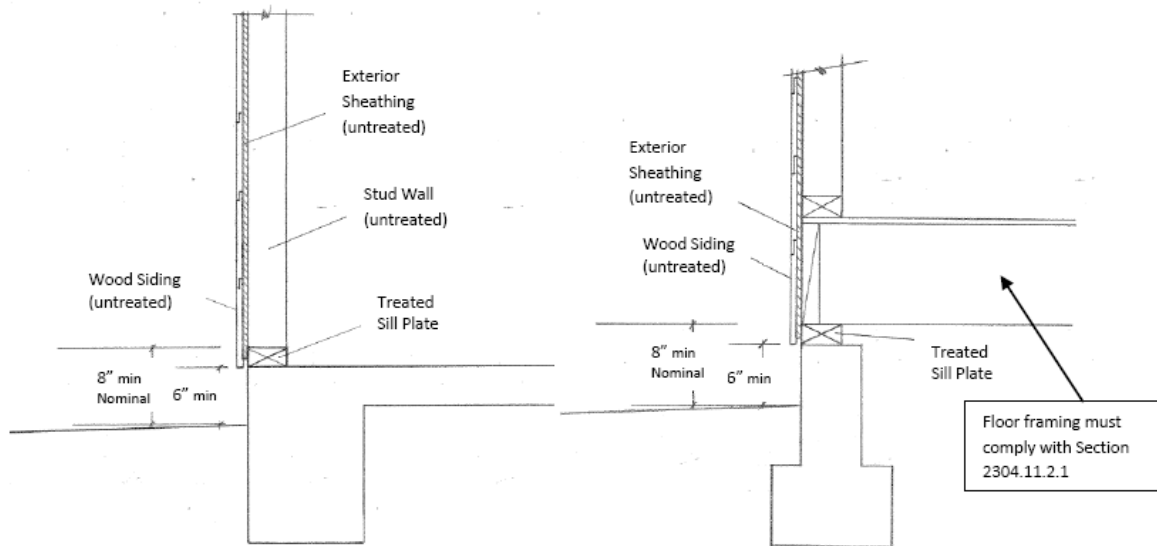 Exterior
Sheathing
(untreated)
Stud Wall
(untreated)
Wood Siding
(untreated)
Treated
Sill Plate
8” min
Nominal
6” min
Exterior
Sheathing
(untreated)
Wood Siding
(untreated)
8” min
Nominal
6” min
Treated
Sill Plate
Floor framing must
comply with Section
2304.11.2.1